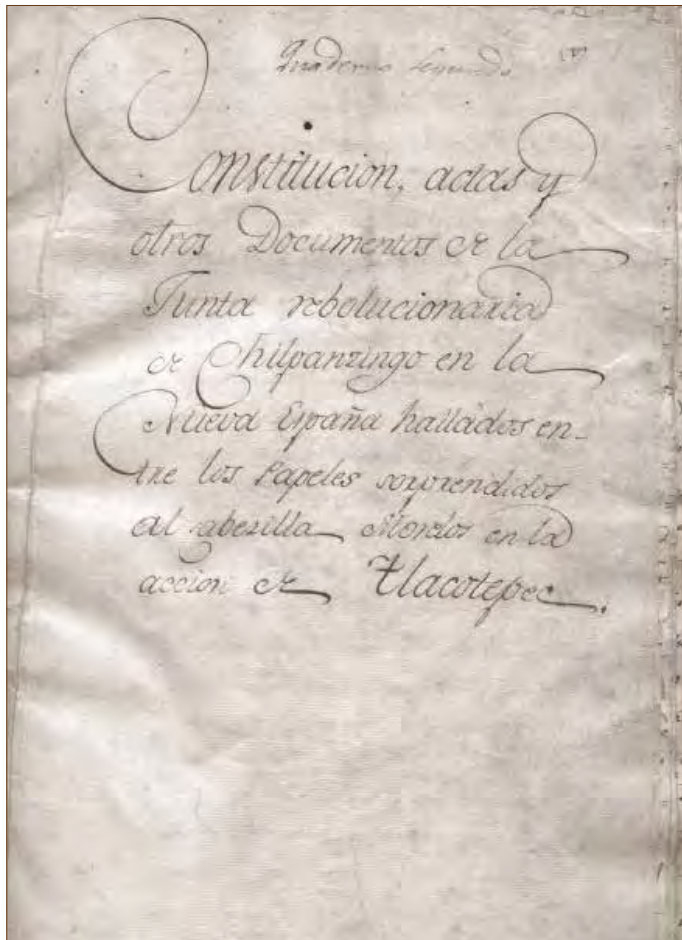 Quaderno Segundo
Constitucion, actas y
otros Documentos de la
Junta rebolucionaria
de Chilpanzingo en la
Nueva España hallados en-
tre los Papeles sorprendidos
al cabezilla Morelos en la
accion de Tlacotepec.